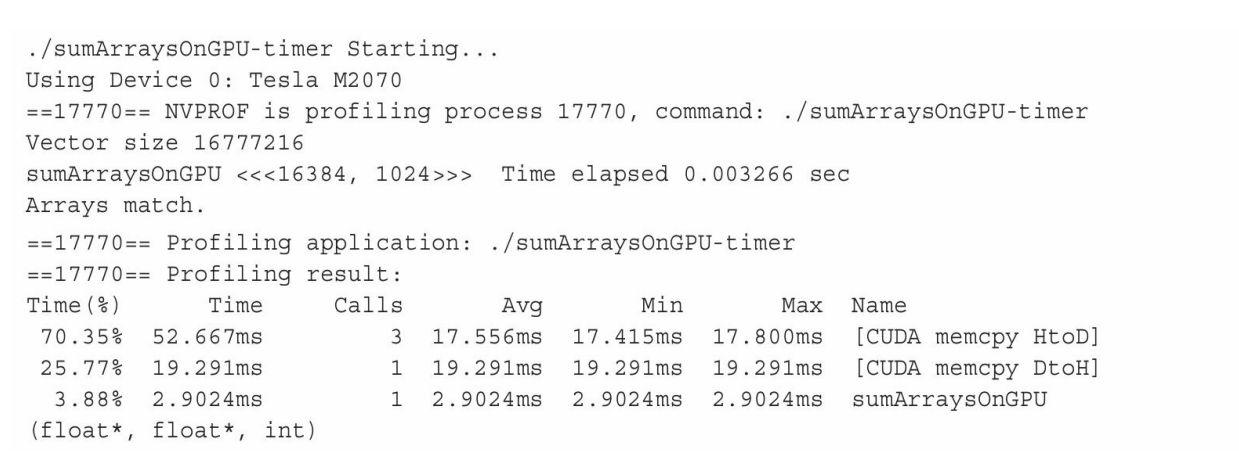 ./sumArraysOnGPU-timer Starting...
Using Device 0: Tesla M2070
==17770== NVPROF is profiling process 17770, command: ./sumArraysOnGPU-timer
Vector size 16777216
sumArraysOnGPU <<<16384, 1024>>>  Time elapsed 0.003266 sec
Arrays match.
==17770== Profiling application: ./sumArraysOnGPU-timer
==17770== Profiling result:
Time(%)      Time     Calls       Avg       Min       Max  Name
 70.35%  52.667ms         3  17.556ms  17.415ms  17.800ms  [CUDA memcpy HtoD]
 25.77%  19.291ms         1  19.291ms  19.291ms  19.291ms  [CUDA memcpy DtoH]
  3.88%  2.9024ms         1  2.9024ms  2.9024ms  2.9024ms  sumArraysOnGPU
(float*, float*, int)